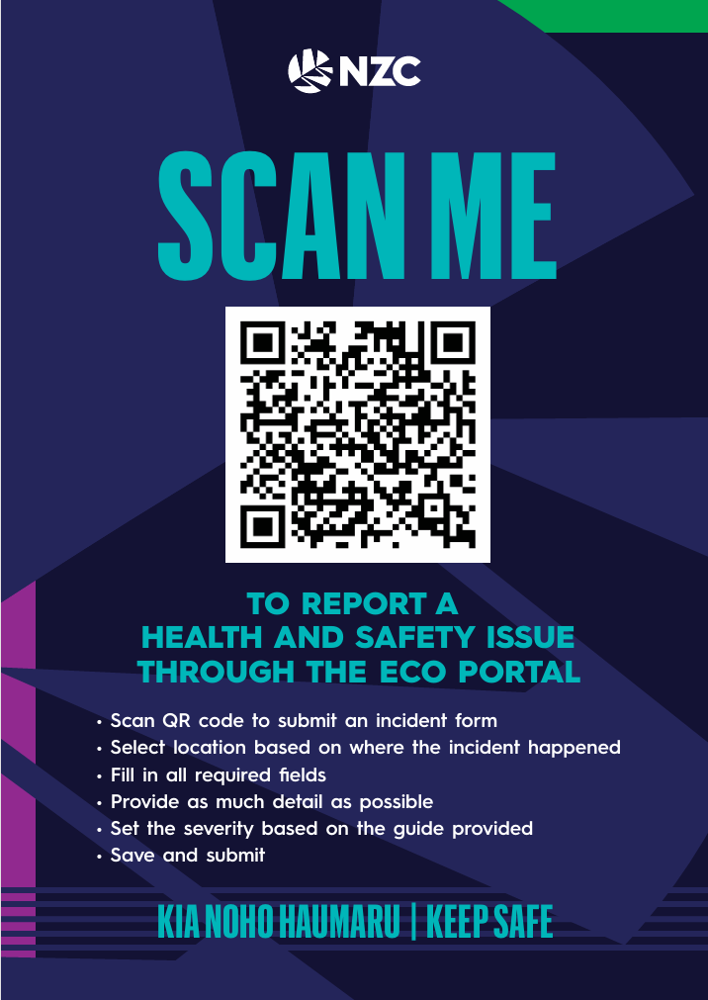 NZC
SCAN ME
TO REPORT A
HEALTH AND SAFETY ISSUE
THROUGH THE ECO PORTAL
• Scan QR code to submit an incident form
• Select location based on where the incident happened
• Fill in all required fields
• Provide as much detail as possible
• Set the severity based on the guide provided
• Save and submit
KIA NOHO HAUMARU | KEEP SAFE